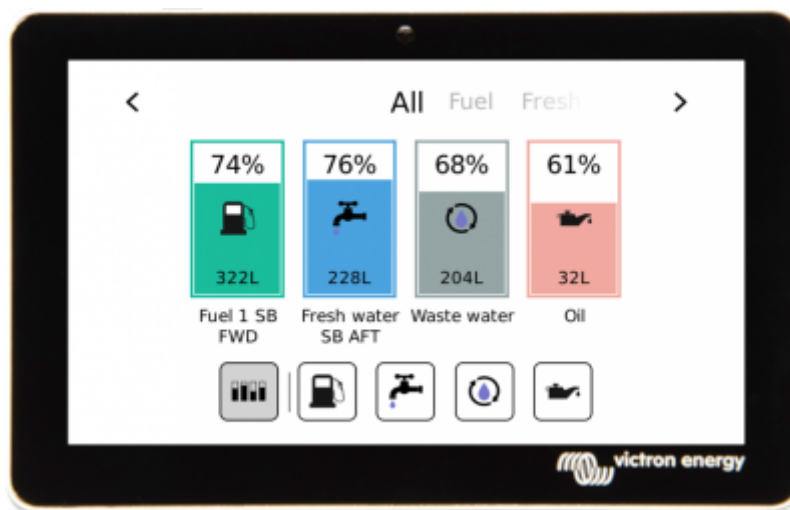 All Fuel Fresh
74% 76% 68% 61%
322L 228L 204L 32L
Fuel 1 SB Fresh water Waste water Oil
FWD SB AFT
victron energy